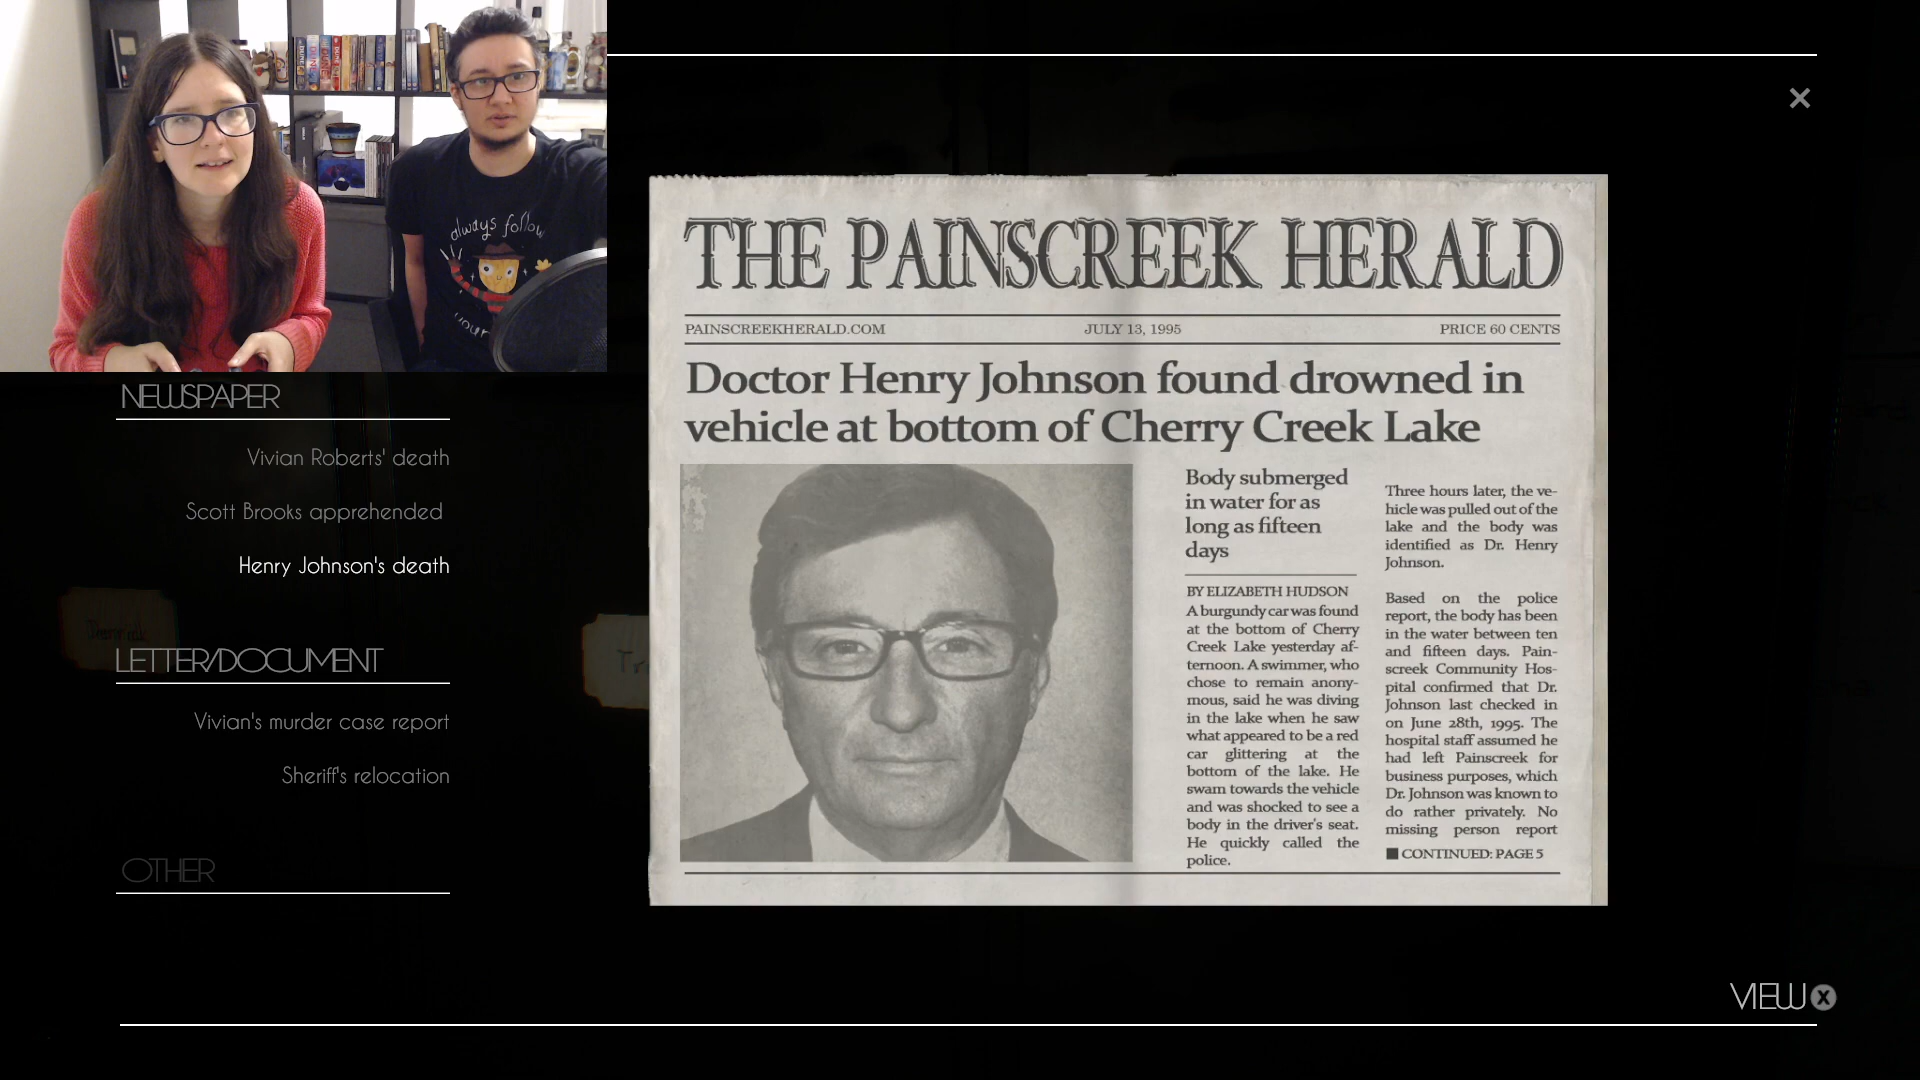 always follow
your
NEWSPAPER
Vivian Roberts' death
Scott Brooks apprehended
Henry Johnson's death
LETTER/DOCUMENT
Vivian's murder case report
Sheriff's relocation
OTHER
THE PAINSCREEK HERALD
PAINSCREEKHERALD.COM
JULY 13, 1995
PRICE 60 CENTS
Doctor Henry Johnson found drowned in
vehicle at bottom of Cherry Creek Lake
Body submerged
in water for as
long as fifteen
days
BY ELIZABETH HUDSON
A burgundy car was found
at the bottom of Cherry
Creek Lake yesterday af-
ternoon. A swimmer, who
chose to remain anony-
mous, said he was diving
in the lake when he saw
what appeared to be a red
car glittering at the
bottom of the lake. He
swam towards the vehicle
and was shocked to see a
body in the driver's seat.
He quickly called the
police.
Three hours later, the ve-
hicle was pulled out of the
lake and the body was
identified as Dr. Henry
Johnson.
Based on the police
report, the body has been
in the water between ten
and fifteen days. Pain-
screek Community Hos-
pital confirmed that Dr.
Johnson last checked in
on June 28th, 1995. The
hospital staff assumed he
had left Painscreek for
business purposes, which
Dr. Johnson was known to
do rather privately. No
missing person report
CONTINUED: PAGE 5
VIEW X